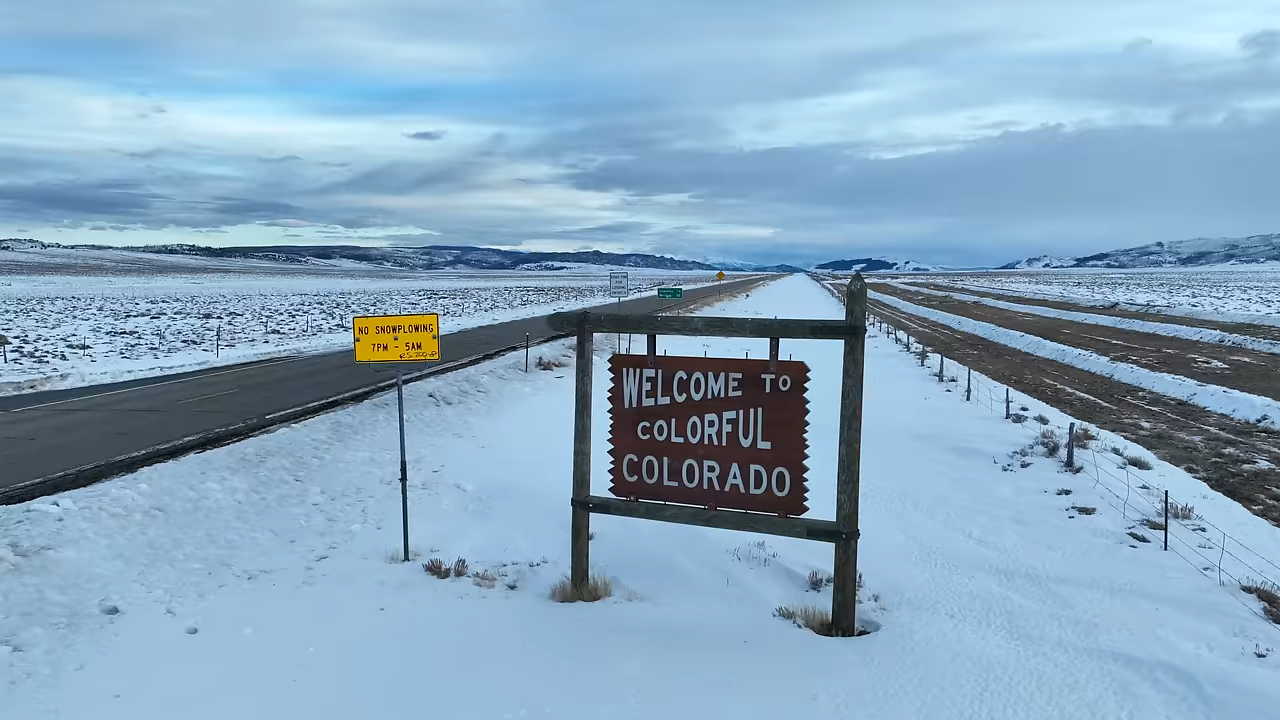 NO SNOWPLOWING
7PM - 5AM
WELCOME TO
COLORFUL
COLORADO